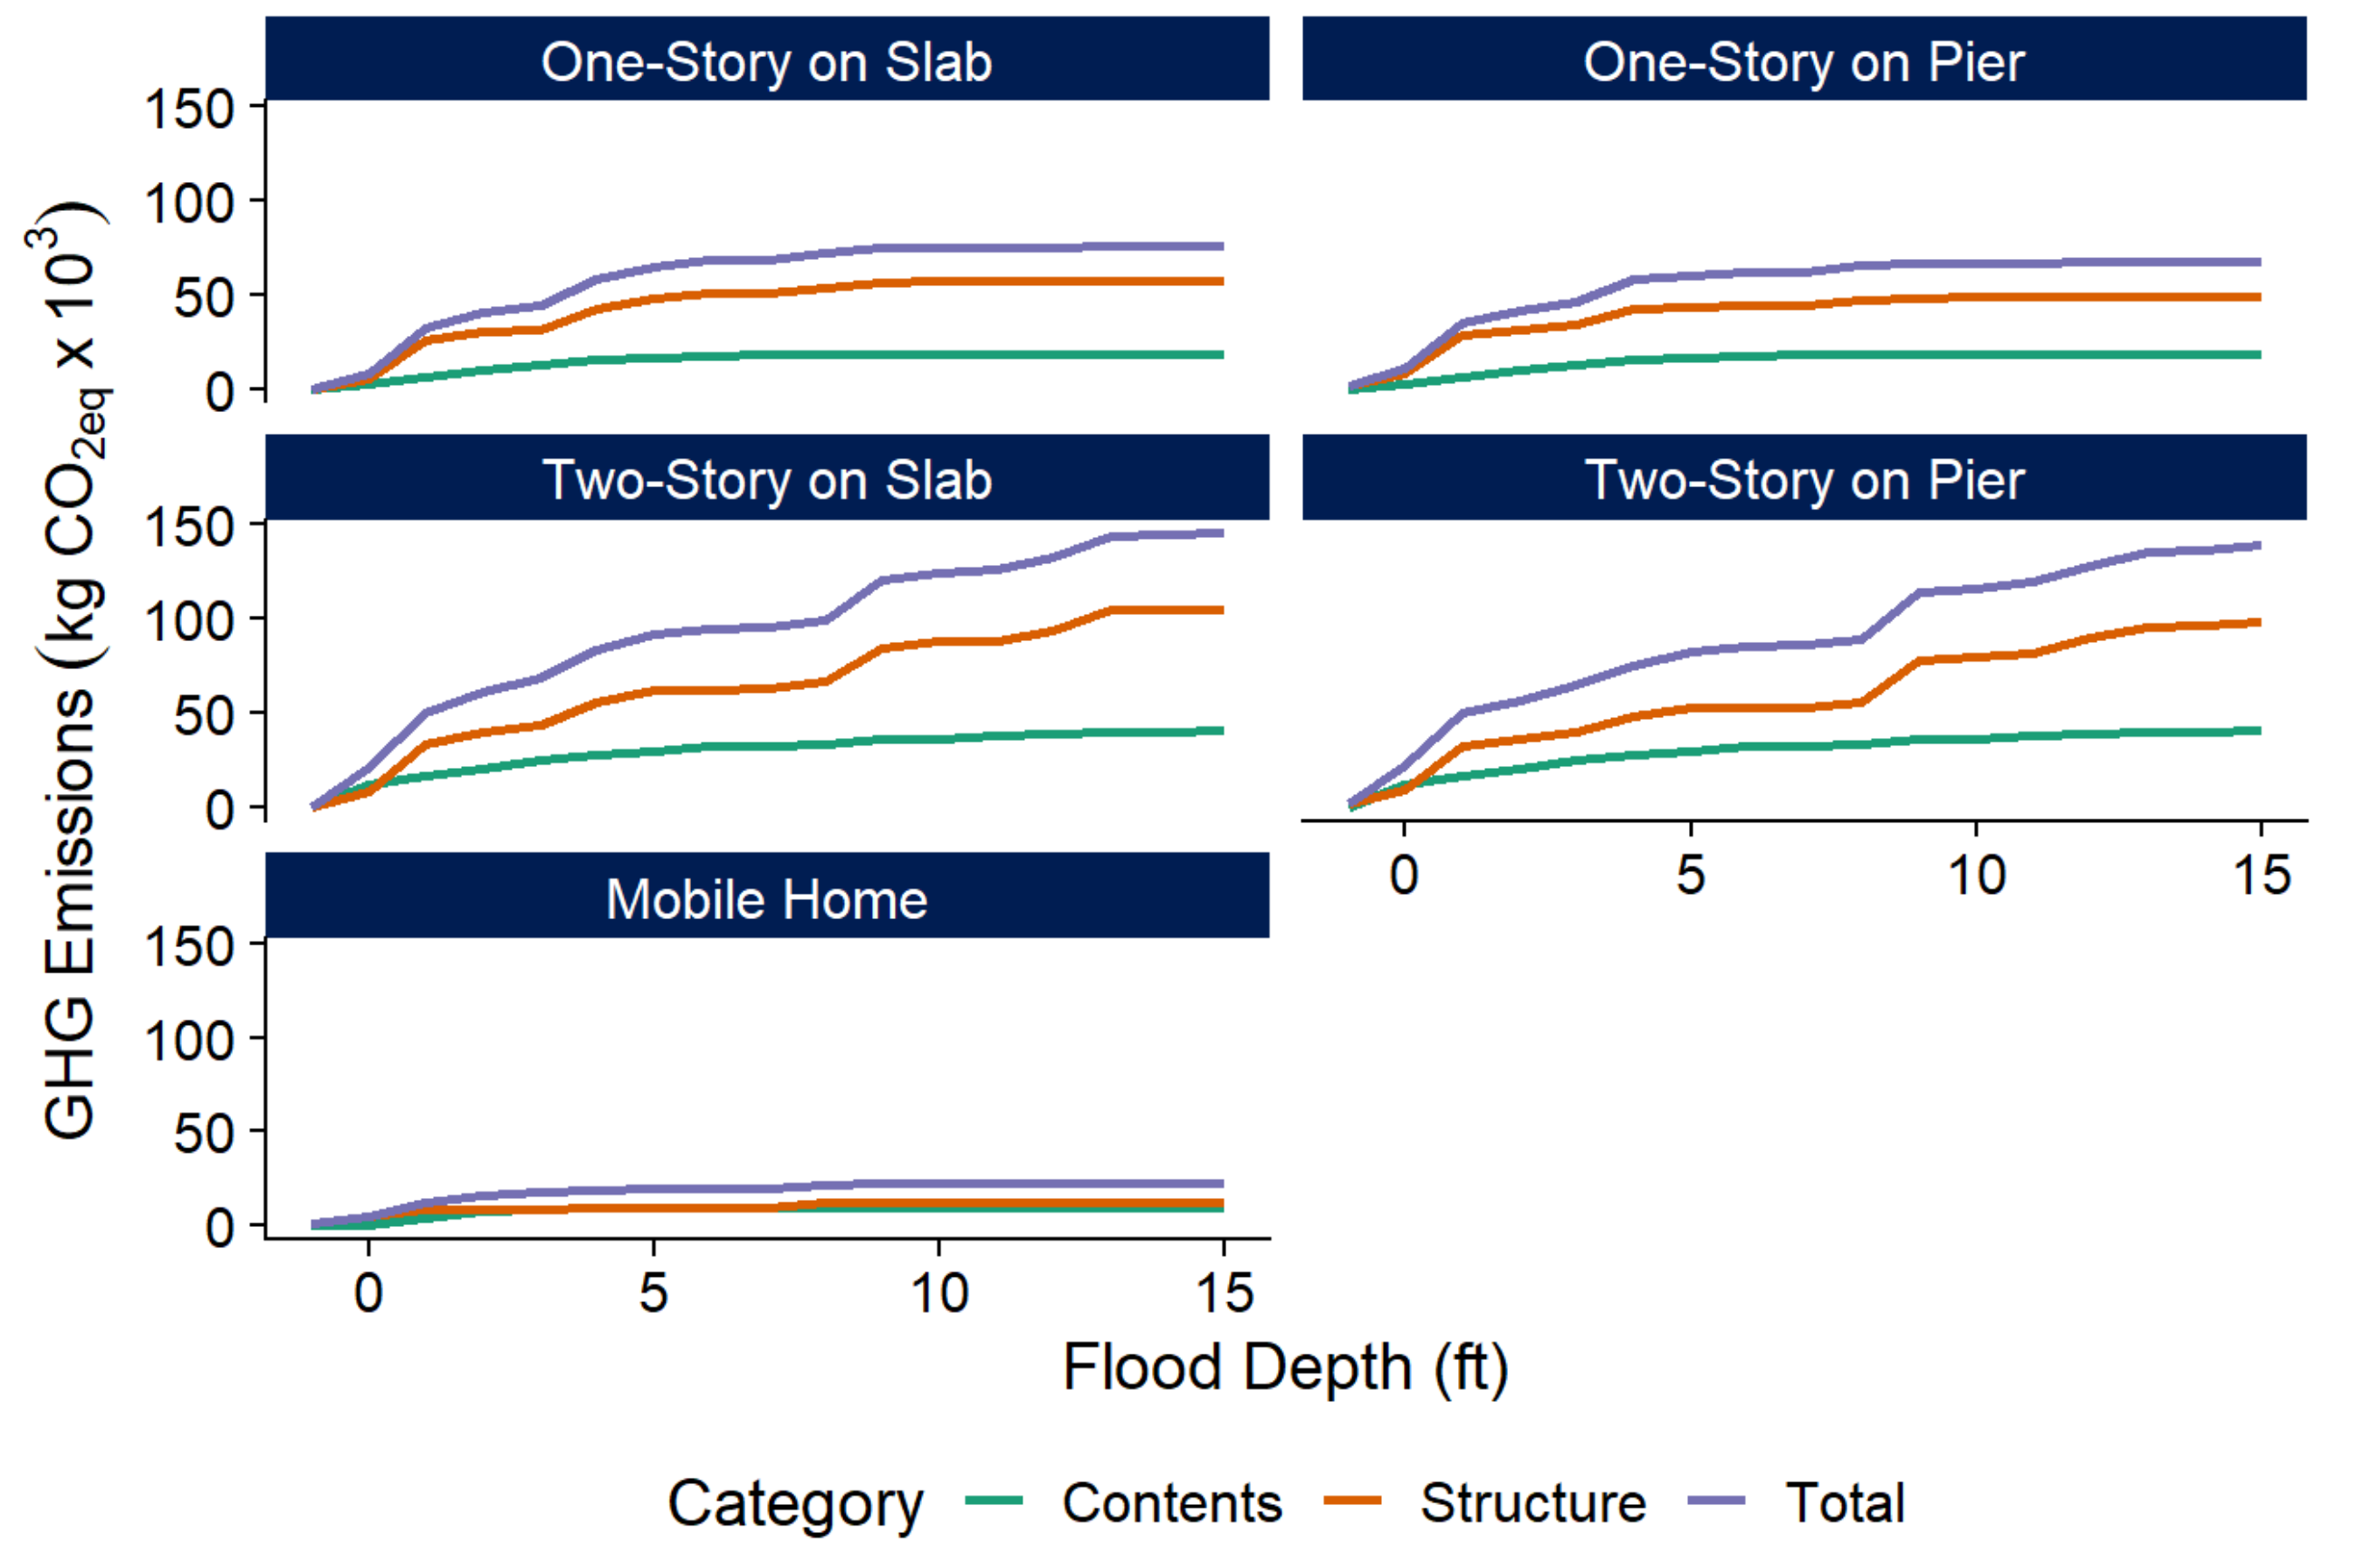 One-Story on Slab
One-Story on Pier
150
100
50
0
Two-Story on Slab
Two-Story on Pier
150
100
50
0
0 5 10 15
Mobile Home
150
100
50
0
0 5 10 15
GHG Emissions (kg CO₂eq x 10³)
Flood Depth (ft)
Category Contents Structure Total